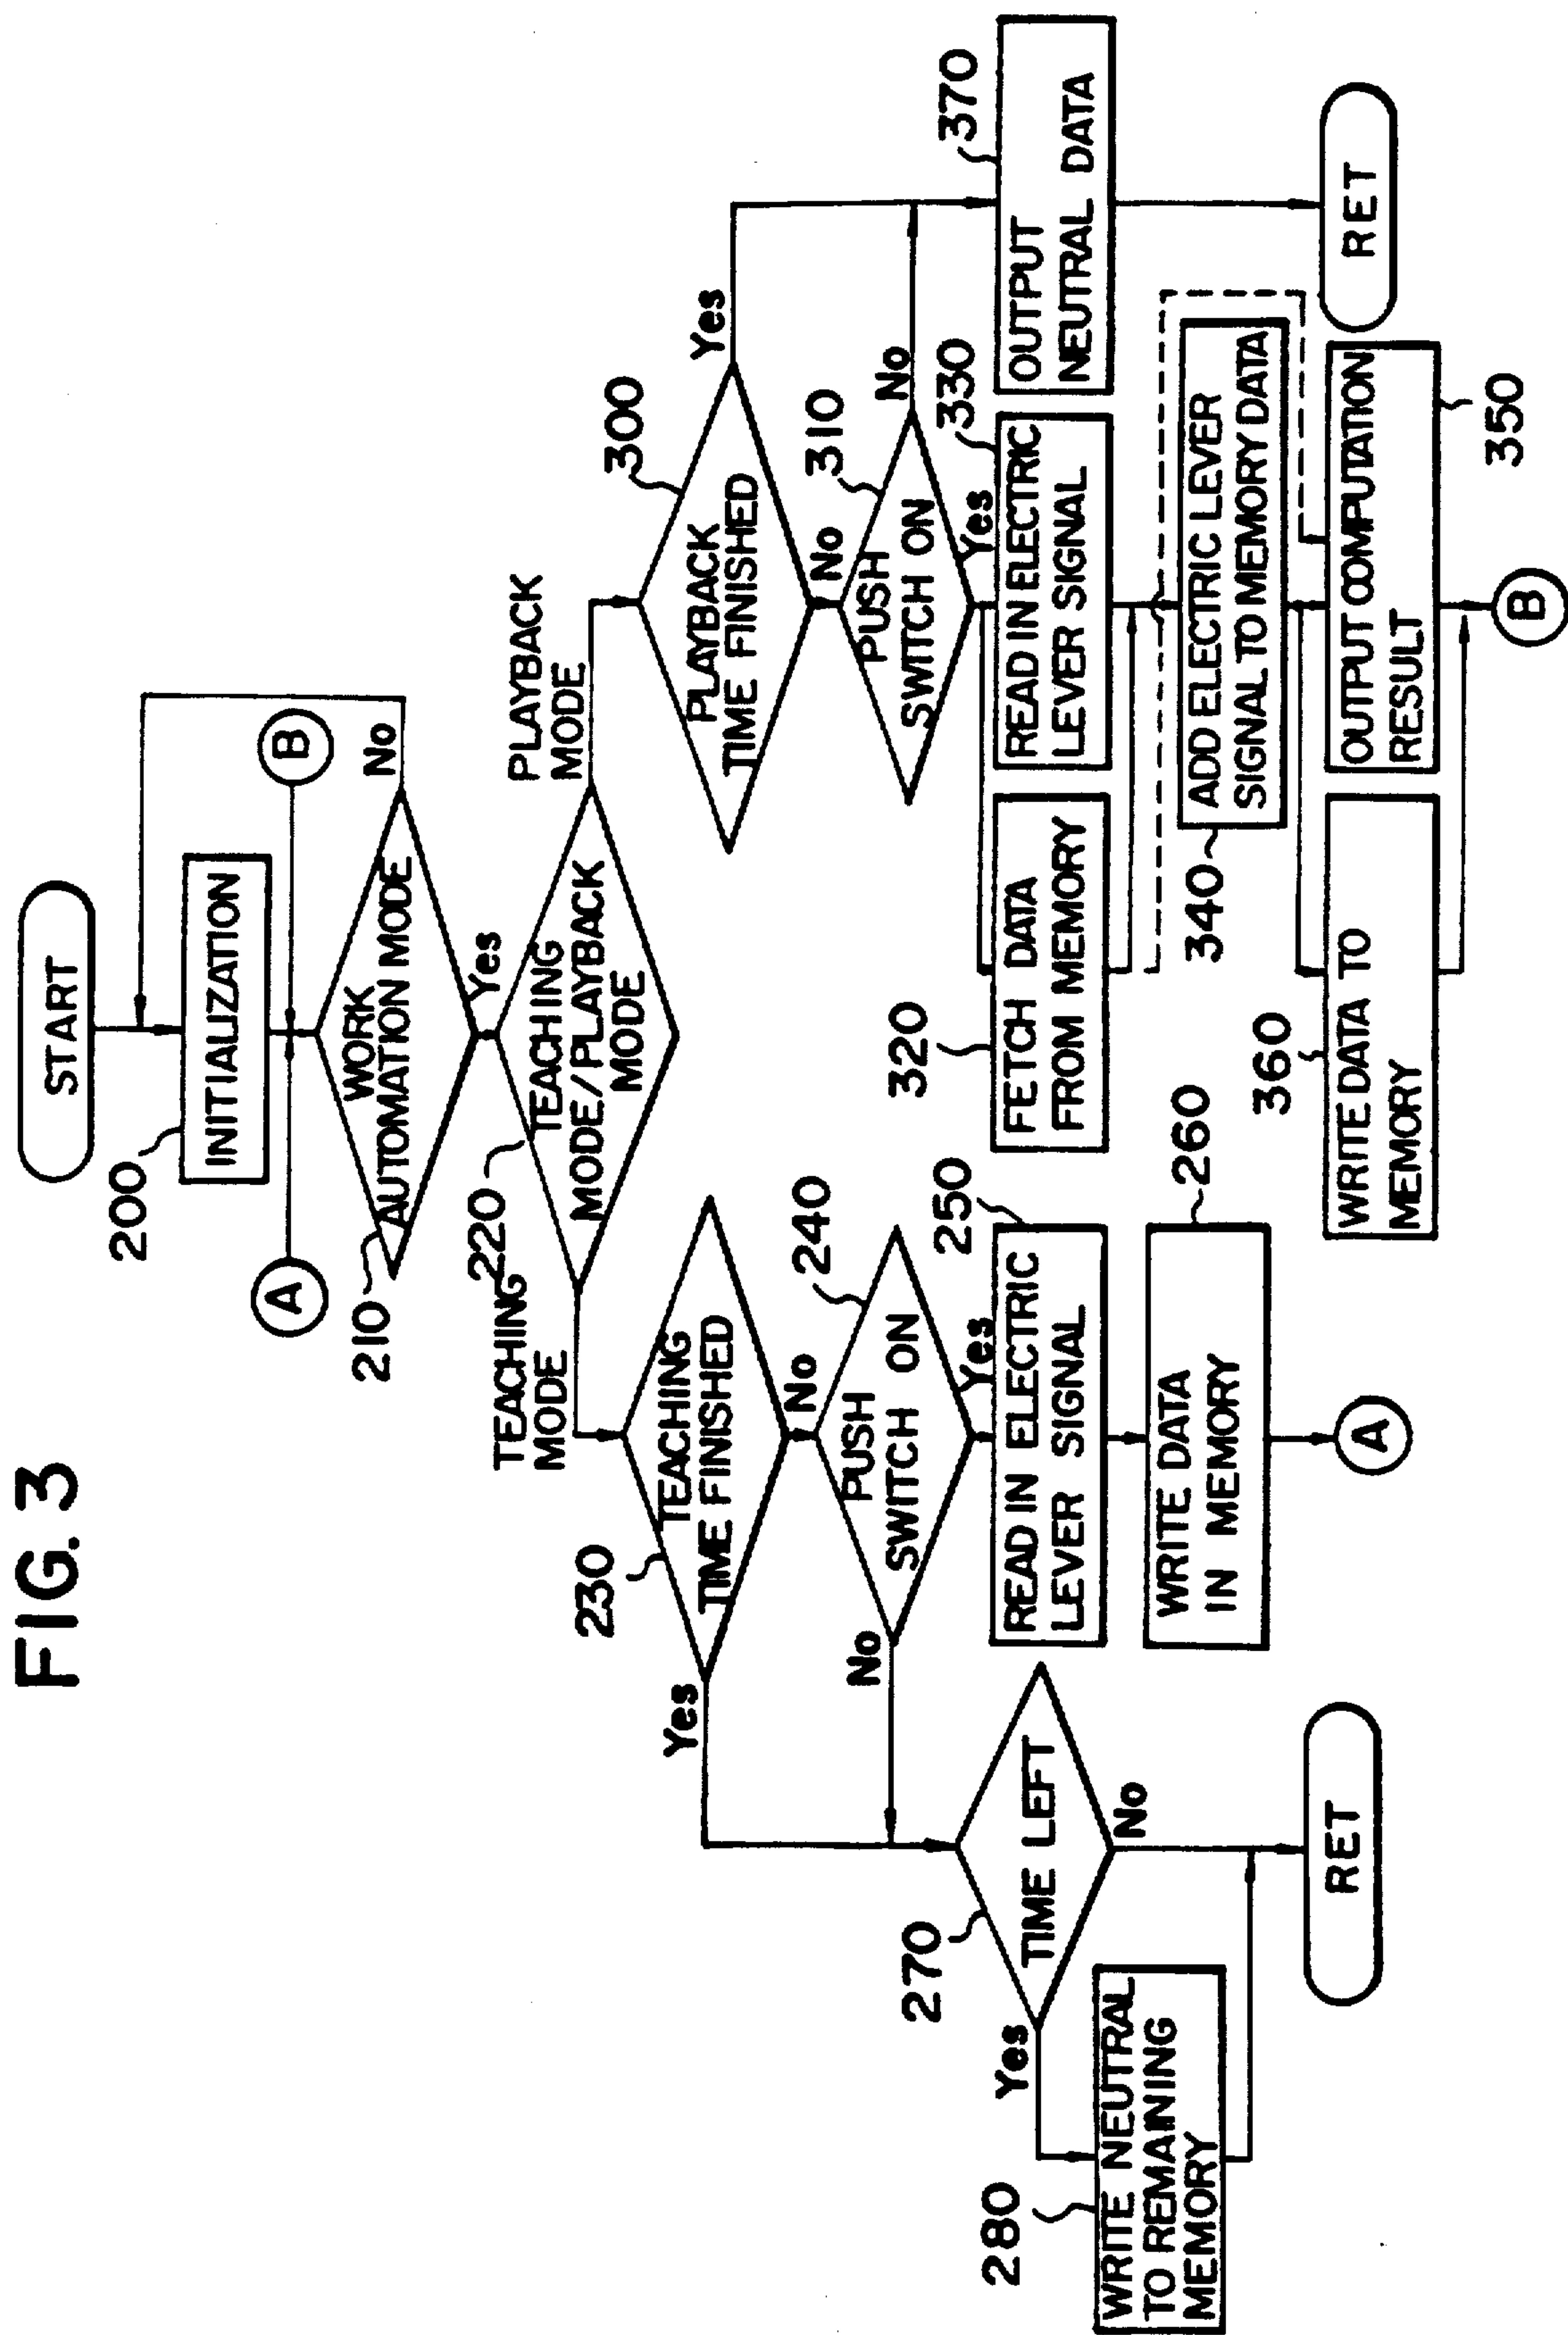 FIG. 3
START
200
INITIALIZATION
A
B
210
WORK
AUTOMATION MODE
No
Yes
220
TEACHING
MODE/PLAYBACK
MODE
TEACHING
MODE
PLAYBACK
MODE
230
TEACHING
TIME FINISHED
Yes
No
240
PUSH
SWITCH ON
No
Yes
250
READ IN ELECTRIC
LEVER SIGNAL
260
WRITE DATA
IN MEMORY
A
270
TIME LEFT
Yes
No
280
WRITE NEUTRAL
TO REMAINING
MEMORY
RET
300
PLAYBACK
TIME FINISHED
Yes
No
310
PUSH
SWITCH ON
No
Yes
320
FETCH DATA
FROM MEMORY
330
READ IN ELECTRIC
LEVER SIGNAL
370
OUTPUT
NEUTRAL DATA
340
ADD ELECTRIC LEVER
SIGNAL TO MEMORY DATA
360
WRITE DATA TO
MEMORY
OUTPUT COMPUTATION
RESULT
350
RET
B